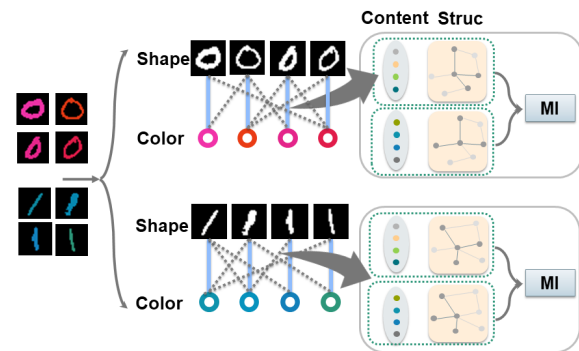 Content Struc
Shape
MI
Color
Shape
MI
Color